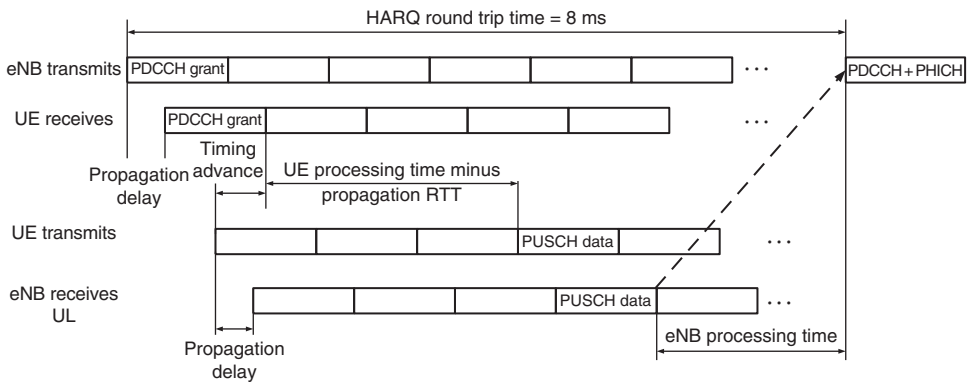 HARQ round trip time = 8 ms
eNB transmits
PDCCH grant
...
PDCCH + PHICH
UE receives
PDCCH grant
...
Timing
advance
Propagation
delay
UE processing time minus
propagation RTT
UE transmits
PUSCH data
...
eNB receives
UL
PUSCH data
...
eNB processing time
Propagation
delay